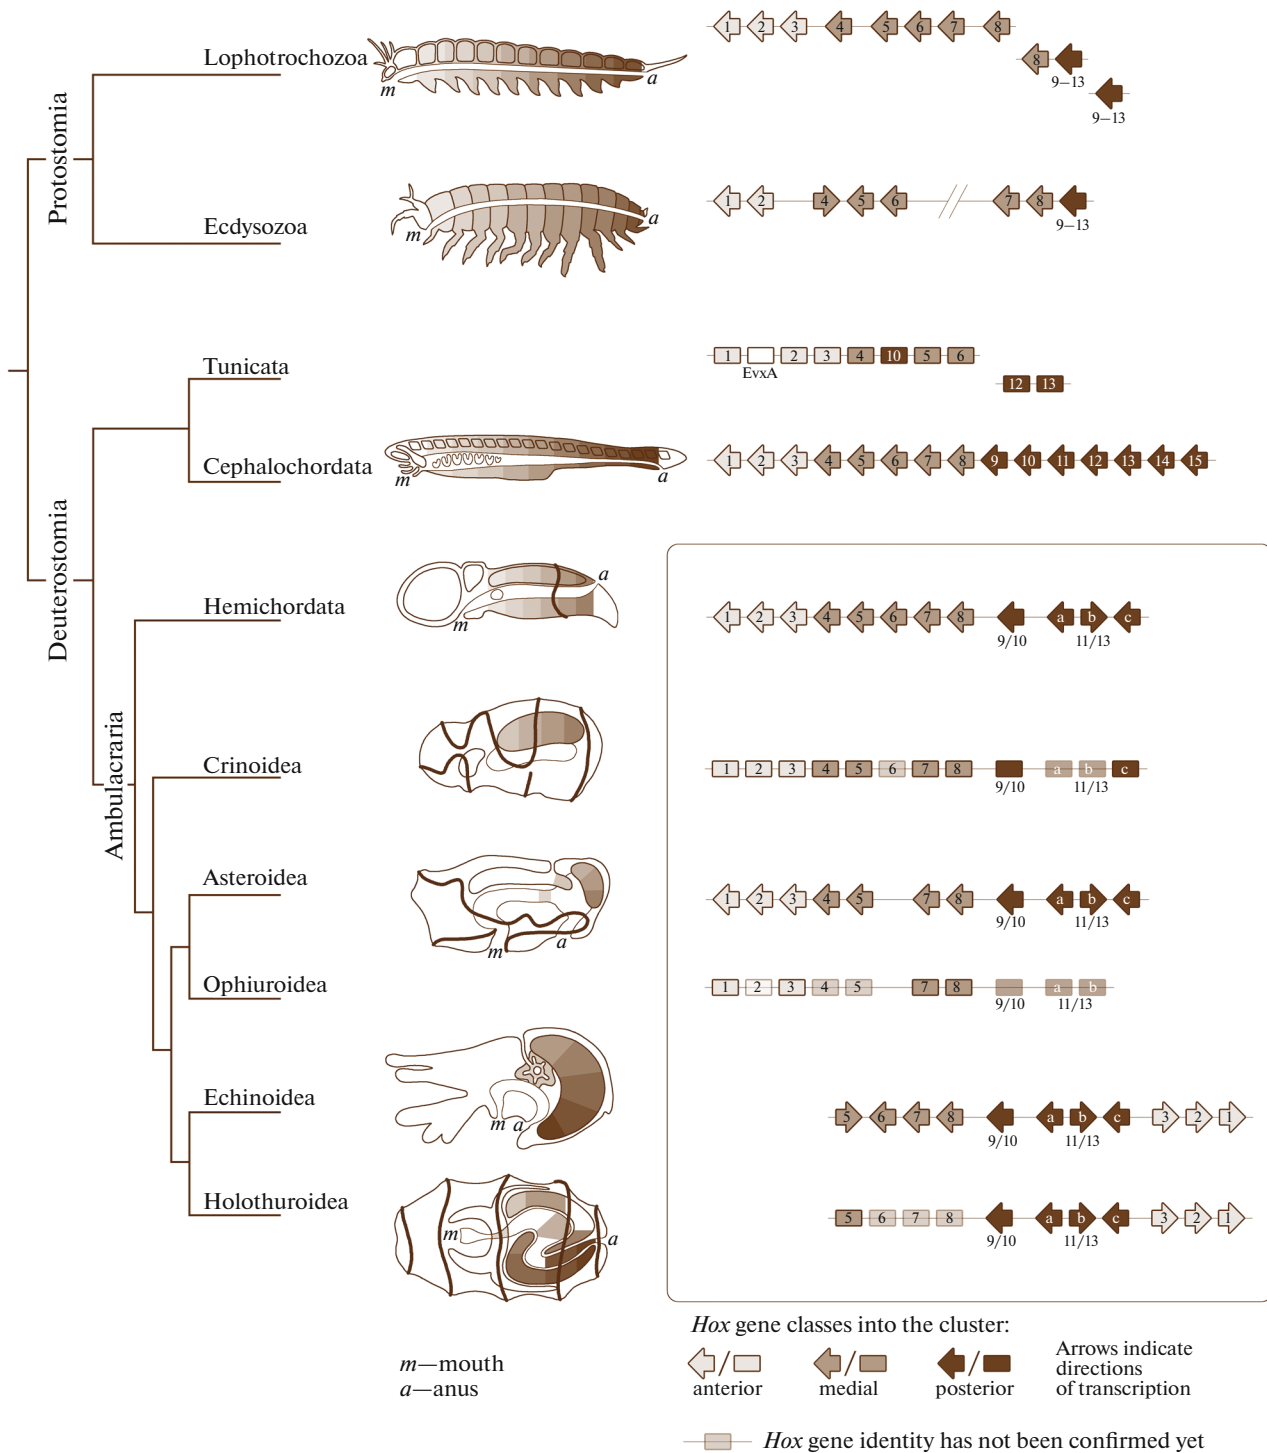 Protostomia
Deuterostomia
Ambulacraria
Lophotrochozoa
m a
1 2 3 4 5 6 7 8
8
9–13
9–13
Ecdysozoa
m a
1 2 4 5 6 7 8
9–13
Tunicata
1 2 3 4 10 5 6
EvxA
12 13
Cephalochordata
m a
1 2 3 4 5 6 7 8 9 10 11 12 13 14 15
Hemichordata
m a
1 2 3 4 5 6 7 8 a b c
9/10 11/13
Crinoidea
1 2 3 4 5 6 7 8 a b c
9/10 11/13
Asteroidea
m a
1 2 3 4 5 7 8 a b c
9/10 11/13
Ophiuroidea
1 2 3 4 5 7 8 a b
9/10 11/13
Echinoidea
m a
5 6 7 8 a b c 3 2 1
9/10 11/13
Holothuroidea
m a
5 6 7 8 a b c 3 2 1
9/10 11/13
m—mouth
a—anus
Hox gene classes into the cluster:
/ / /
anterior medial posterior
Arrows indicate
directions
of transcription
Hox gene identity has not been confirmed yet